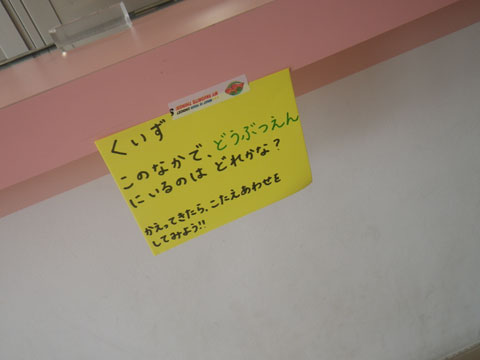 くいず
このなかで、どうぶつえん
にいるのは どれかな?
かえってきたら、こたえあわせを
してみよう!!